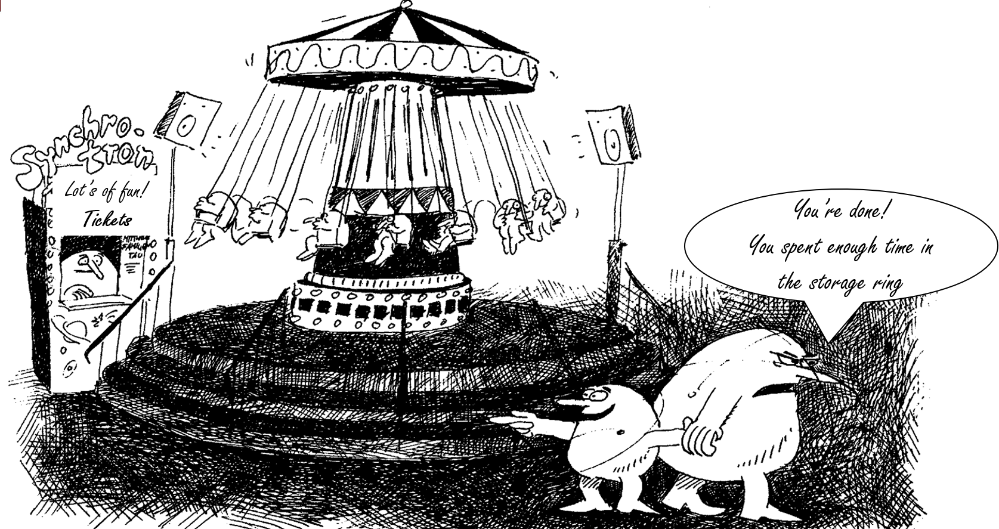 Synchro-
tron
Lot's of fun!
Tickets
You're done!
You spent enough time in
the storage ring